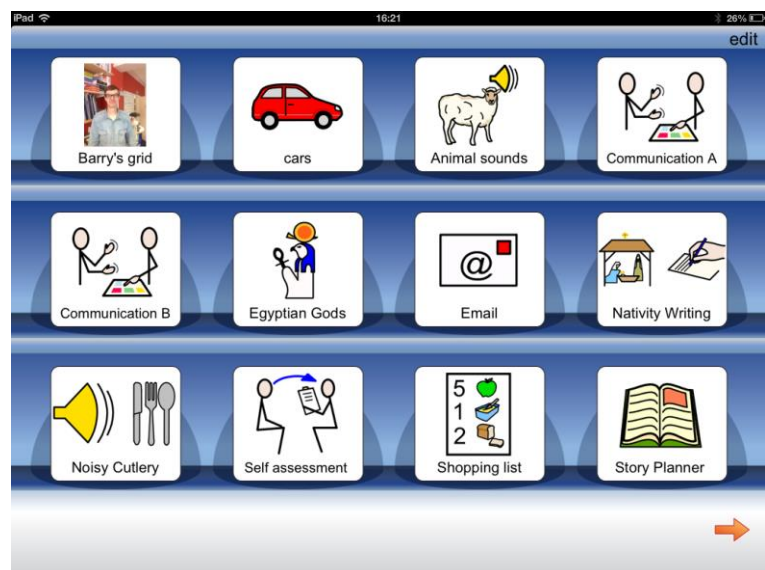 iPad 16:21 26%
edit
Barry's grid cars Animal sounds Communication A
Communication B Egyptian Gods Email Nativity Writing
@
5
1
2
Noisy Cutlery Self assessment Shopping list Story Planner